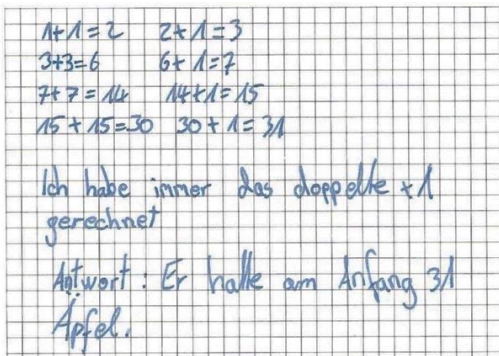 1+1=2 2+1=3
3+3=6 6+1=7
7+7=14 14+1=15
15+15=30 30+1=31
Ich habe immer das doppelte +1
gerechnet
Antwort: Er hatte am Anfang 31
Äpfel.